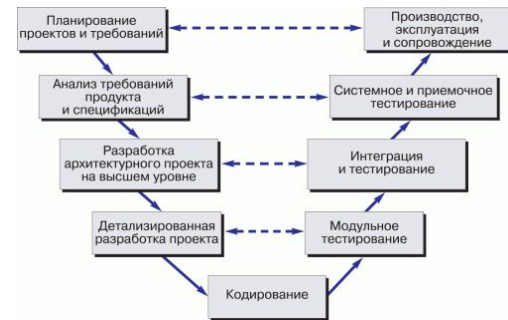 Планирование
проектов и требований
Производство,
эксплуатация
и сопровождение
Анализ требований
продукта
и спецификаций
Системное и приемочное
тестирование
Разработка
архитектурного проекта
на высшем уровне
Интеграция
и тестирование
Детализированная
разработка проекта
Модульное
тестирование
Кодирование